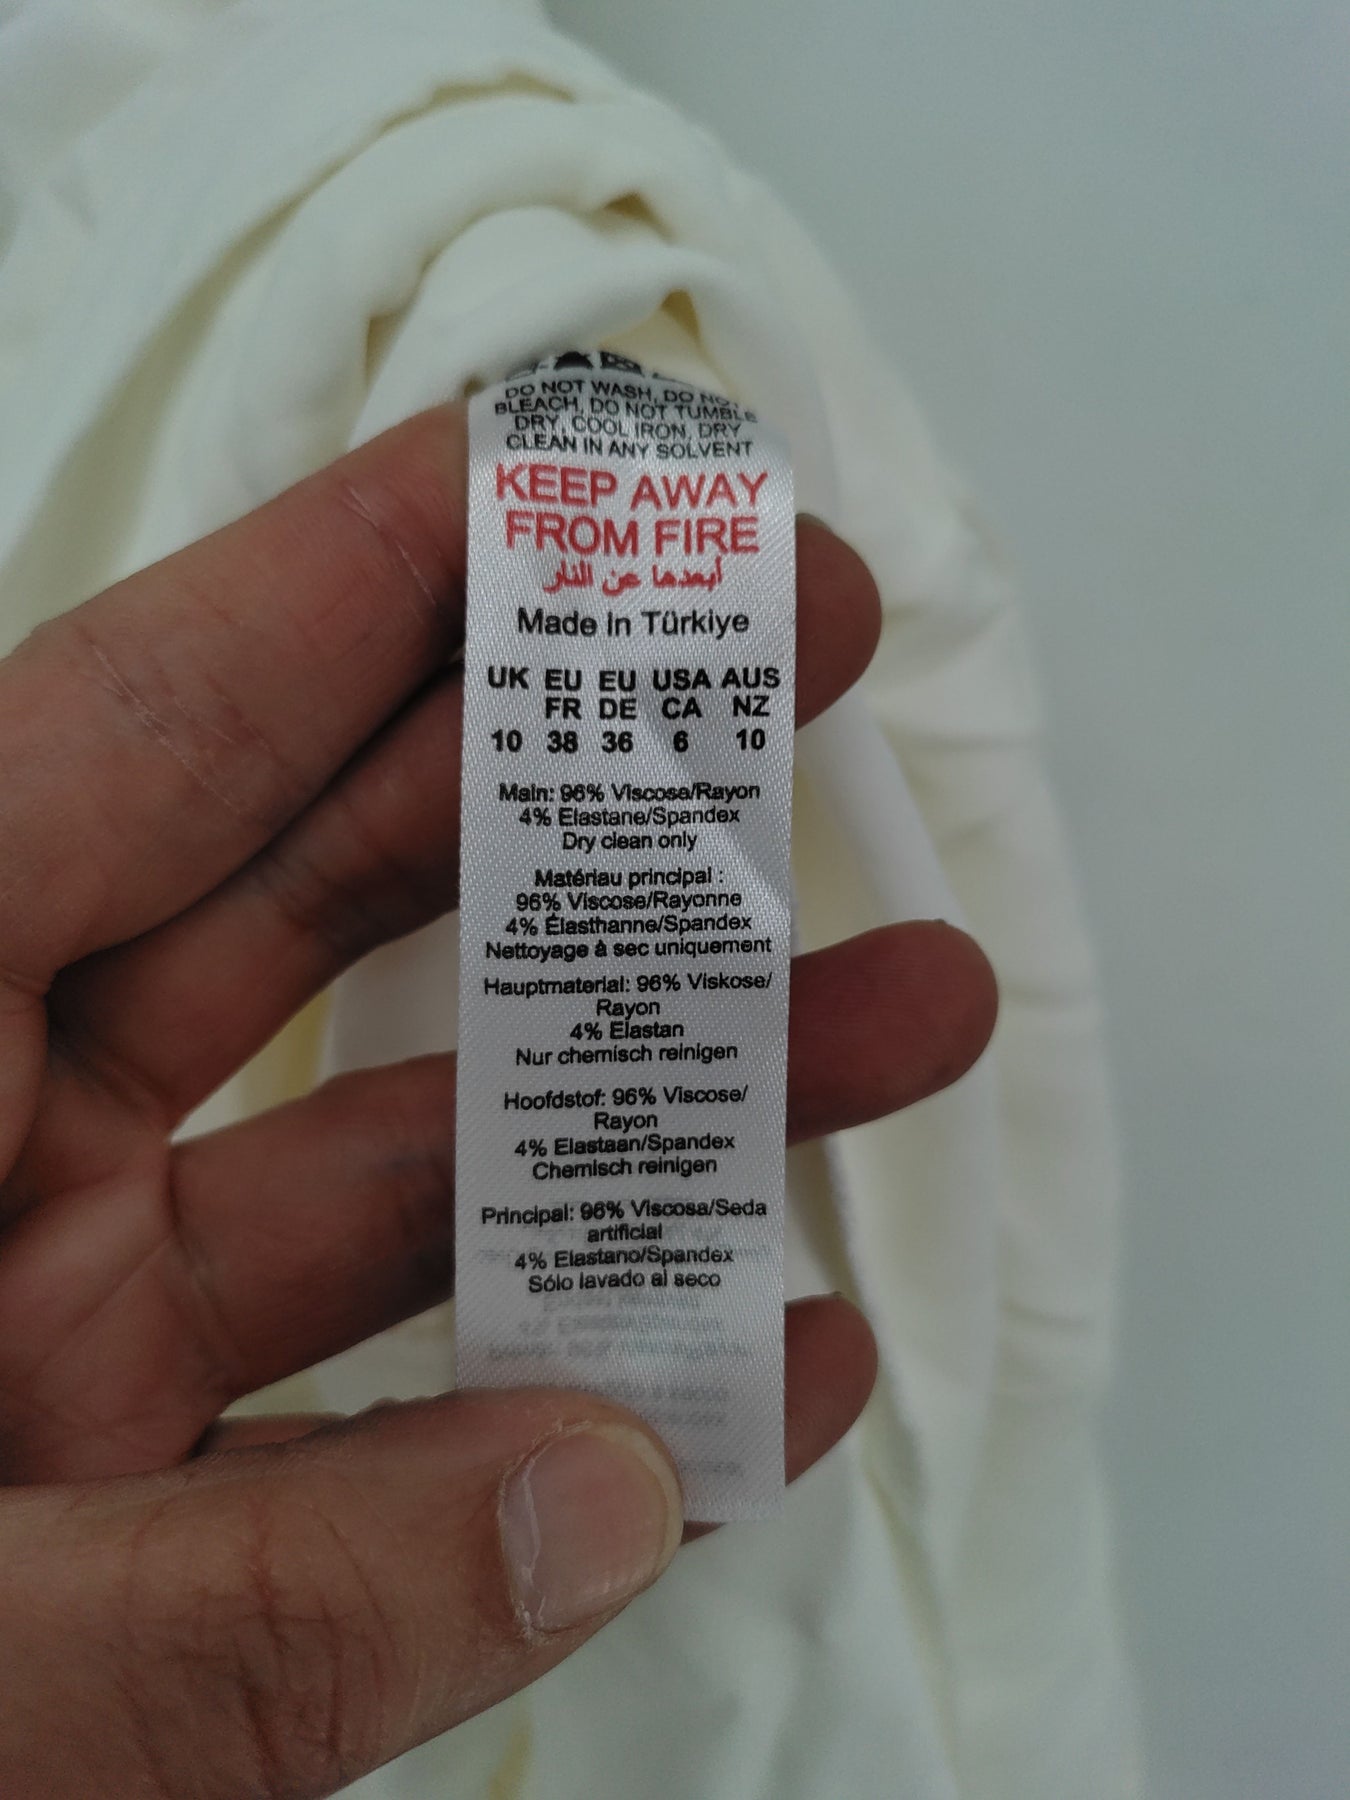 DO NOT WASH, DO NOT
BLEACH, DO NOT TUMBLE
DRY, COOL IRON, DRY
CLEAN IN ANY SOLVENT
KEEP AWAY
FROM FIRE
أبعدها عن النار
Made in Türkiye
UK EU EU USA AUS
FR DE CA NZ
10 38 36 6 10
Main: 96% Viscose/Rayon
4% Elastane/Spandex
Dry clean only
Matériau principal :
96% Viscose/Rayonne
4% Élasthanne/Spandex
Nettoyage à sec uniquement
Hauptmaterial: 96% Viskose/
Rayon
4% Elastan
Nur chemisch reinigen
Hoofdstof: 96% Viscose/
Rayon
4% Elastaan/Spandex
Chemisch reinigen
Principal: 96% Viscosa/Seda
artificial
4% Elastano/Spandex
Sólo lavado al seco